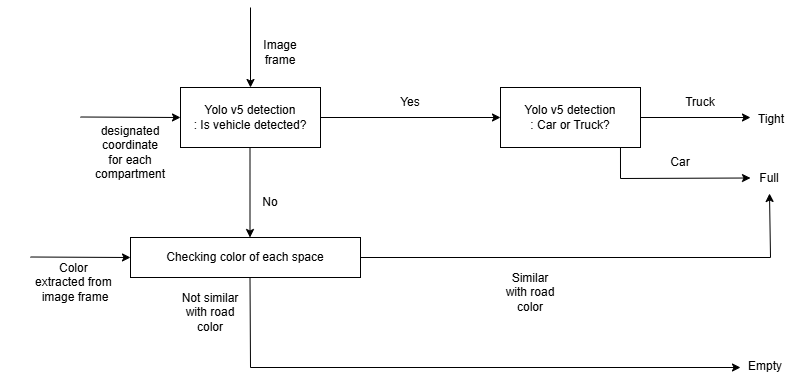 Image
frame
Yolo v5 detection
: Is vehicle detected?
Yes
Yolo v5 detection
: Car or Truck?
Truck
Tight
designated
coordinate
for each
compartment
Car
Full
No
Checking color of each space
Color
extracted from
image frame
Similar
with road
color
Not similar
with road
color
Empty